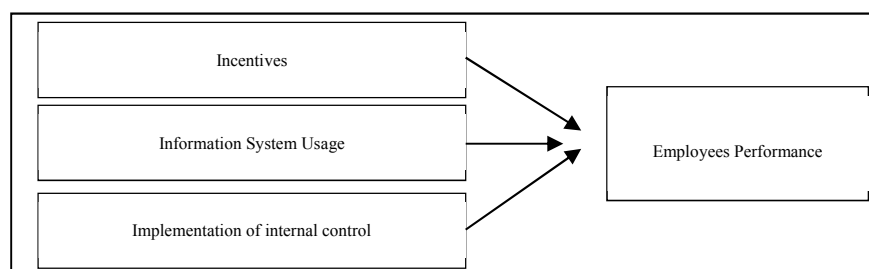 Incentives
Information System Usage
Employees Performance
Implementation of internal control